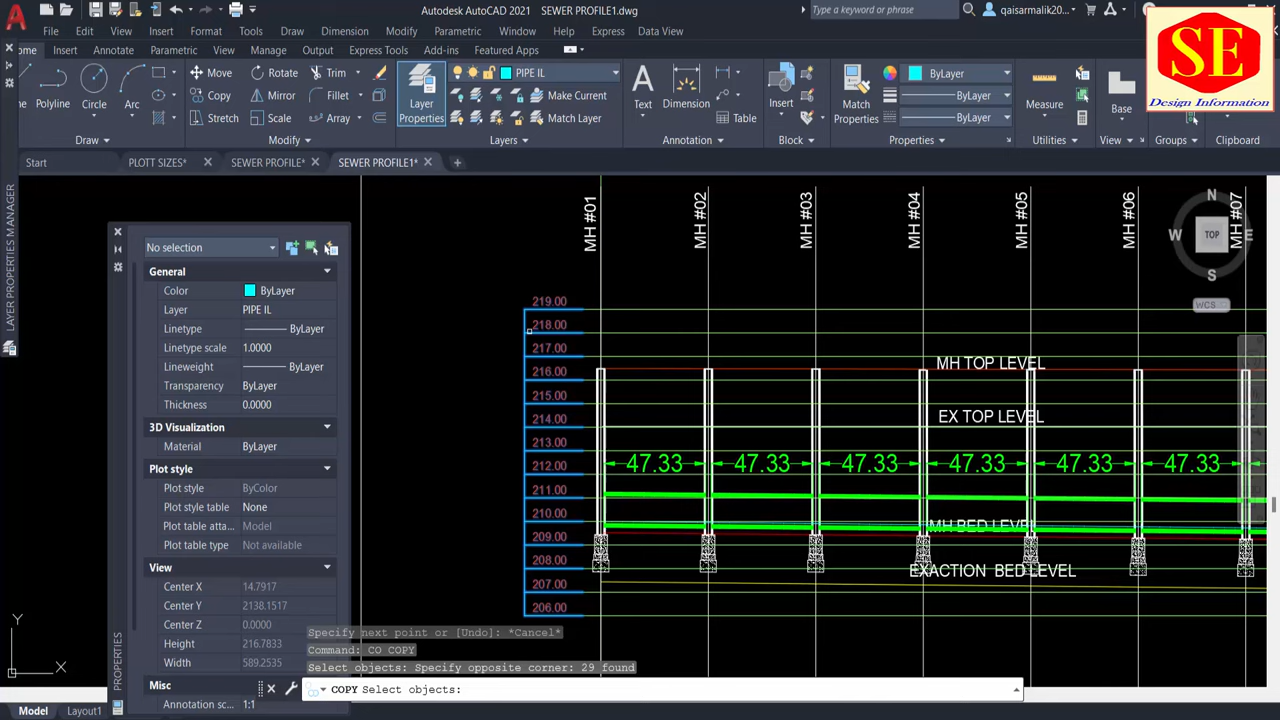 Autodesk AutoCAD 2021 SEWER PROFILE1.dwg
Type a keyword or phrase
qaisarmalik20...
SE
Design Information
File Edit View Insert Format Tools Draw Dimension Modify Parametric Window Express Data View
ome Insert Annotate Parametric View Manage Output Express Tools Add-ins Featured Apps
Polyline Circle Arc
Move Rotate Trim
Copy Mirror Fillet
Stretch Scale Array
Layer Properties
PIPE IL
Make Current
Match Layer
Text Dimension Table
Insert
Match Properties
ByLayer
ByLayer
ByLayer
Measure
Base
Draw Modify Layers Annotation Block Properties Groups Utilities View Clipboard
Start PLOTT SIZES* SEWER PROFILE* SEWER PROFILE1*
LAYER PROPERTIES MANAGER
No selection
General
Color ByLayer
Layer PIPE IL
Linetype ByLayer
Linetype scale 1.0000
Lineweight ByLayer
Transparency ByLayer
Thickness 0.0000
3D Visualization
Material ByLayer
Plot style
Plot style ByColor
Plot style table None
Plot table atta... Model
Plot table type Not available
View
Center X 14.7917
Center Y 2138.1517
Center Z 0.0000
Height 216.7833
Width 589.2535
Misc
Annotation sc... 1:1
PROPERTIES
MH #01 MH #02 MH #03 MH #04 MH #05 MH #06 MH #07
N
W TOP E
S
WCS
219.00
218.00
217.00
216.00
215.00
214.00
213.00
212.00
211.00
210.00
209.00
208.00
207.00
206.00
MH TOP LEVEL
EX TOP LEVEL
47.33 47.33 47.33 47.33 47.33 47.33
MH BED LEVEL
EXACTION BED LEVEL
Y
X
Specify next point or [Undo]: *Cancel*
Command: CO COPY
Select objects: Specify opposite corner: 29 found
COPY Select objects:
Model Layout1